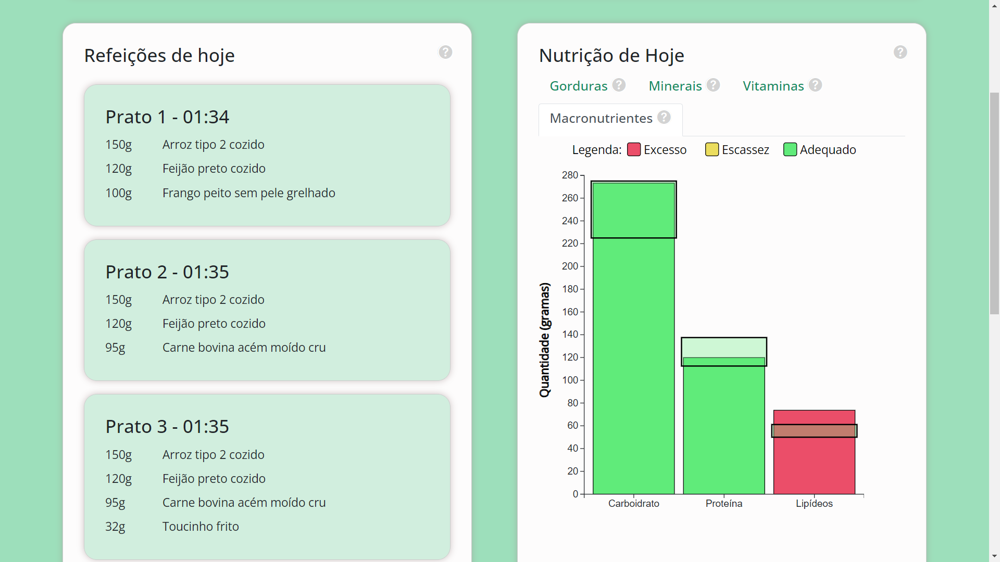 Refeições de hoje
Prato 1 - 01:34
150g Arroz tipo 2 cozido
120g Feijão preto cozido
100g Frango peito sem pele grelhado
Prato 2 - 01:35
150g Arroz tipo 2 cozido
120g Feijão preto cozido
95g Carne bovina acém moído cru
Prato 3 - 01:35
150g Arroz tipo 2 cozido
120g Feijão preto cozido
95g Carne bovina acém moído cru
32g Toucinho frito
Nutrição de Hoje
Gorduras ? Minerais ? Vitaminas ?
Macronutrientes ?
Legenda: Excesso Escassez Adequado
280
260
240
220
200
180
160
140
120
100
80
60
40
20
0
Quantidade (gramas)
Carboidrato Proteína Lipídeos